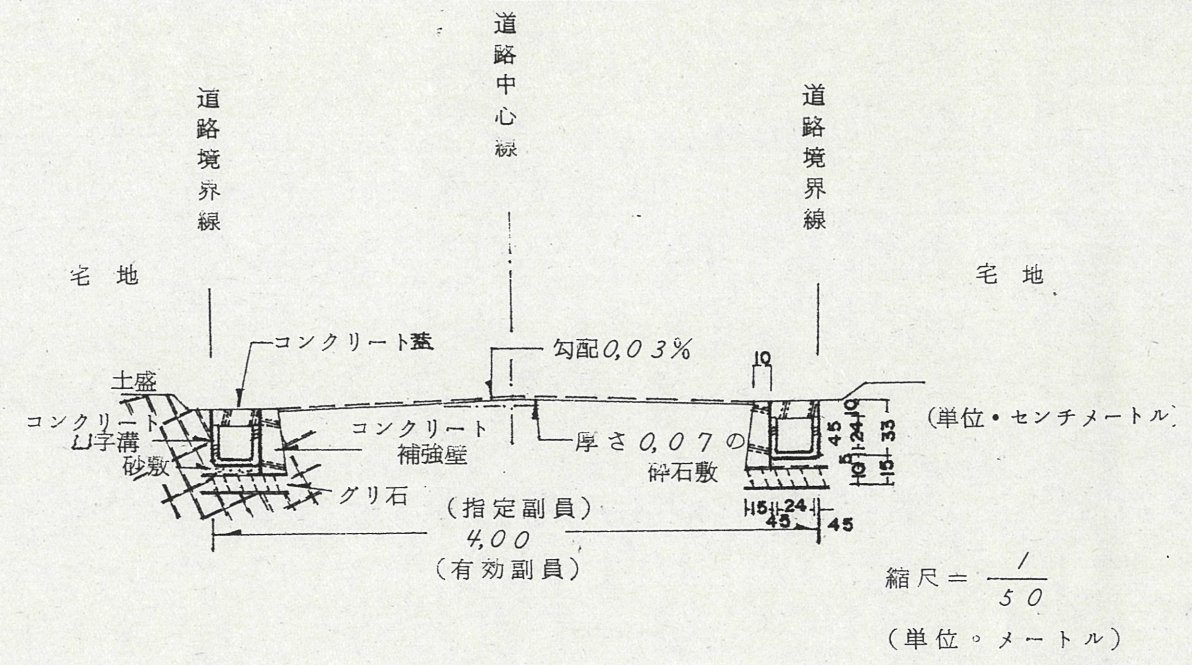 道路中心線
道路境界線
道路境界線
宅地
宅地
コンクリート蓋
勾配0,03%
10
土盛
コンクリート
U字溝
砂敷
コンクリート
補強壁
厚さ0,07の
砕石敷
グリ石
(単位・センチメートル)
10
24
45
33
5
10
15
15
24
45
45
(指定副員)
4,00
(有効副員)
縮尺=1/50
(単位。メートル)